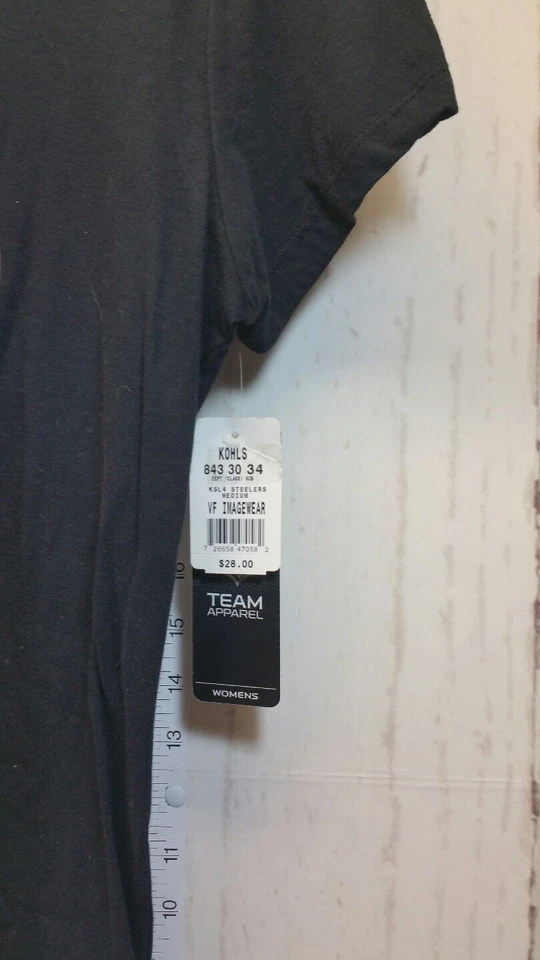 KOHLS
843 30 34
DEPT /CLASS/ SUB
KSL4 STEELERS
MEDIUM
VF IMAGEWEAR
7 26658 47058 2
$28.00
TEAM
APPAREL
WOMENS
16
15
14
13
11
10